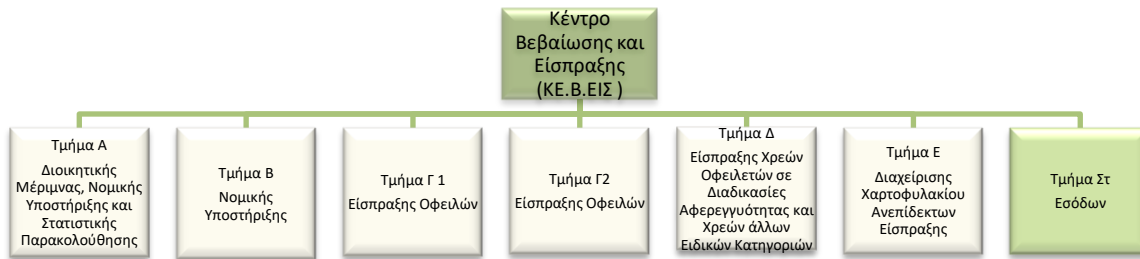 Κέντρο
Βεβαίωσης και
Είσπραξης
(ΚΕ.Β.ΕΙΣ )
Τμήμα Α
Διοικητικής
Μέριμνας, Νομικής
Υποστήριξης και
Στατιστικής
Παρακολούθησης
Τμήμα Β
Νομικής
Υποστήριξης
Τμήμα Γ 1
Είσπραξης Οφειλών
Τμήμα Γ2
Είσπραξης Οφειλών
Τμήμα Δ
Είσπραξης Χρεών
Οφειλετών σε
Διαδικασίες
Αφερεγγυότητας και
Χρεών άλλων
Ειδικών Κατηγοριών
Τμήμα Ε
Διαχείρισης
Χαρτοφυλακίου
Ανεπίδεκτων
Είσπραξης
Τμήμα Στ
Εσόδων